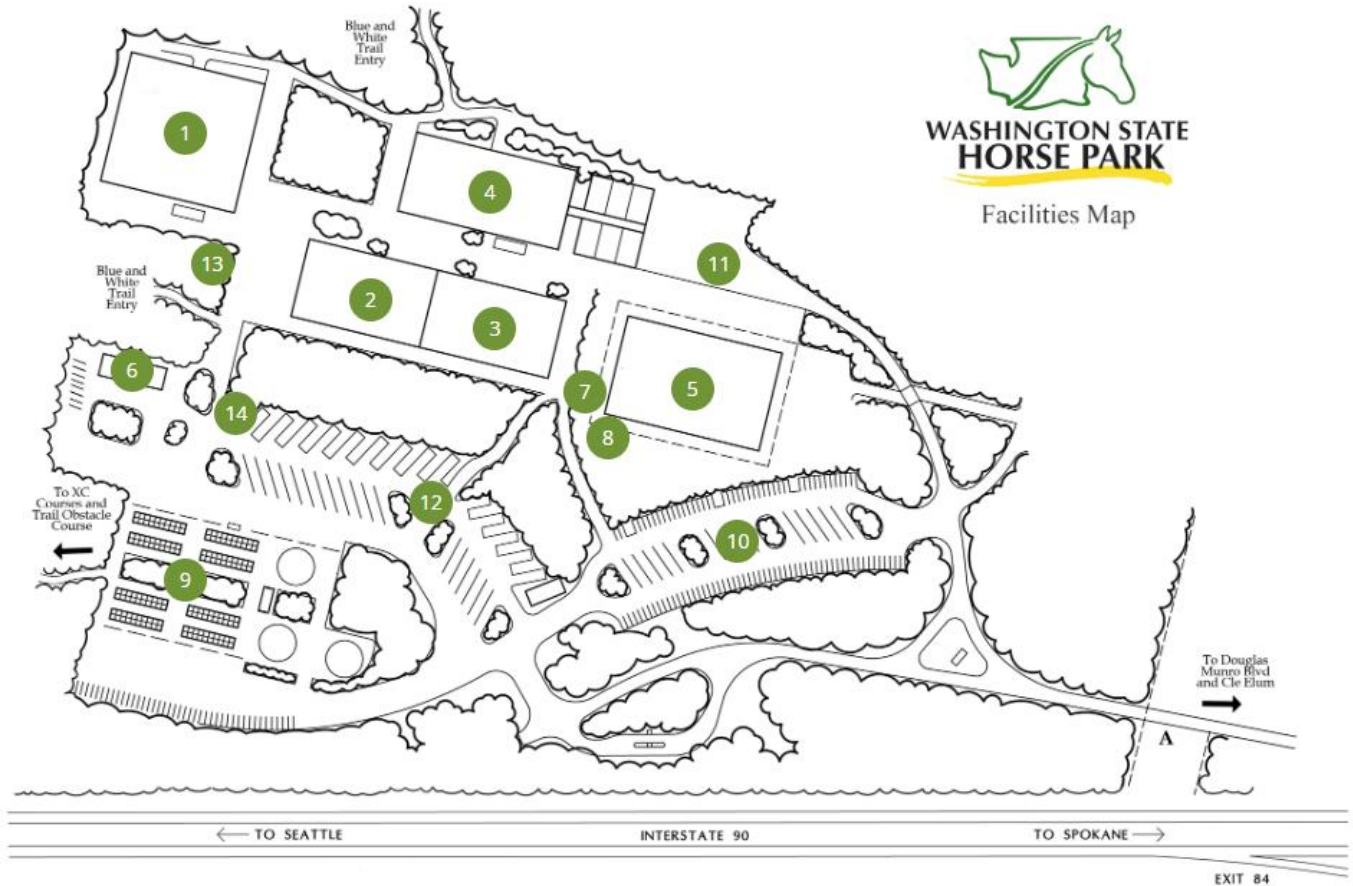 Blue and
White
Trail
Entry
WASHINGTON STATE
HORSE PARK
Facilities Map
1
4
13
11
Blue and
White
Trail
Entry
2
3
6
5
7
14
8
12
To XC
Courses and
Trail Obstacle
Course
10
9
To Douglas
Munro Blvd
and Cle Elum
A
TO SEATTLE
INTERSTATE 90
TO SPOKANE
EXIT 84